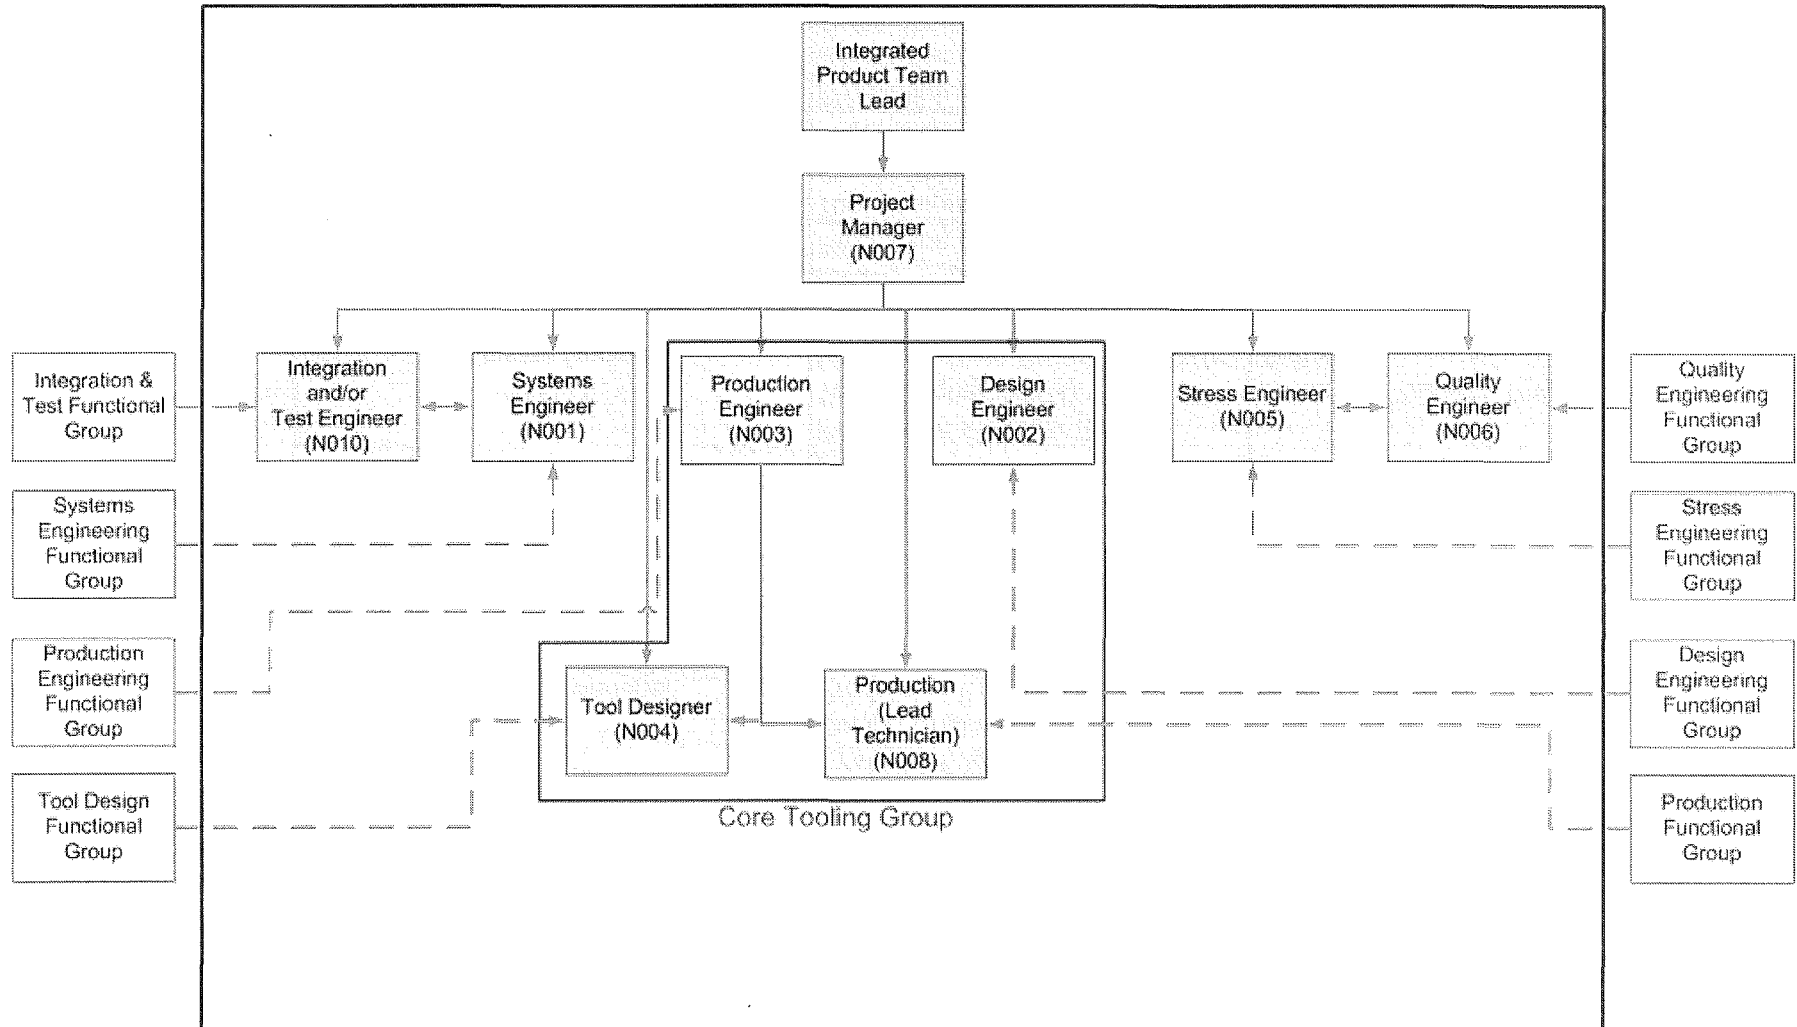 Integrated
Product Team
Lead
Project
Manager
(N007)
Integration &
Test Functional
Group
Integration
and/or
Test Engineer
(N010)
Systems
Engineer
(N001)
Production
Engineer
(N003)
Design
Engineer
(N002)
Stress Engineer
(N005)
Quality
Engineer
(N006)
Quality
Engineering
Functional
Group
Systems
Engineering
Functional
Group
Stress
Engineering
Functional
Group
Production
Engineering
Functional
Group
Tool Designer
(N004)
Production
(Lead
Technician)
(N008)
Design
Engineering
Functional
Group
Tool Design
Functional
Group
Core Tooling Group
Production
Functional
Group